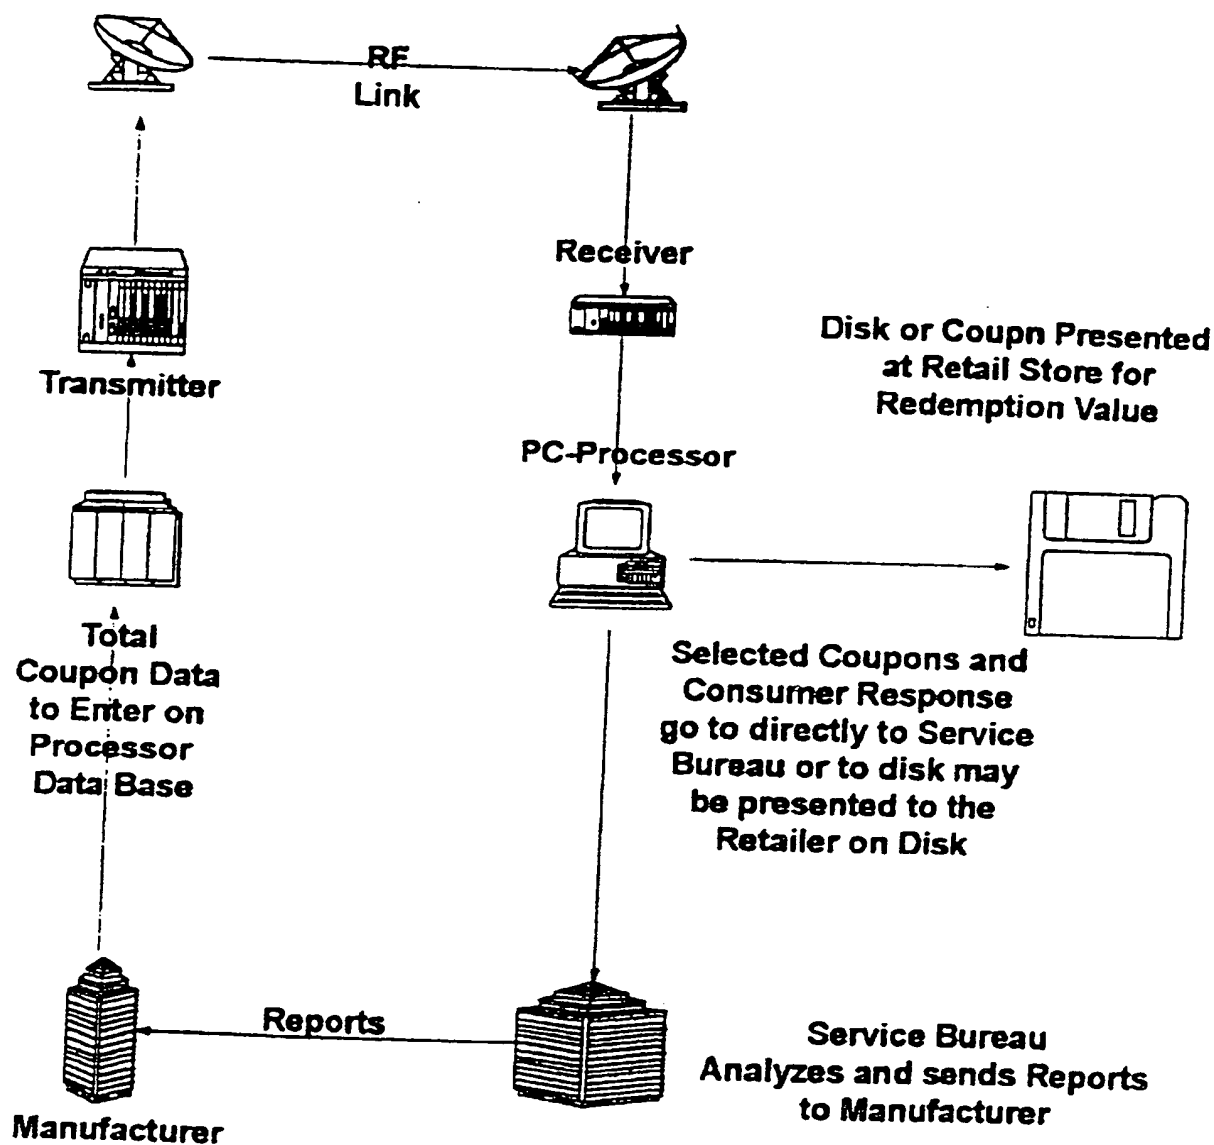 RF
Link
Receiver
Disk or Coupn Presented
at Retail Store for
Redemption Value
Transmitter
PC-Processor
Total
Coupon Data
to Enter on
Processor
Data Base
Selected Coupons and
Consumer Response
go to directly to Service
Bureau or to disk may
be presented to the
Retailer on Disk
Reports
Service Bureau
Analyzes and sends Reports
to Manufacturer
Manufacturer